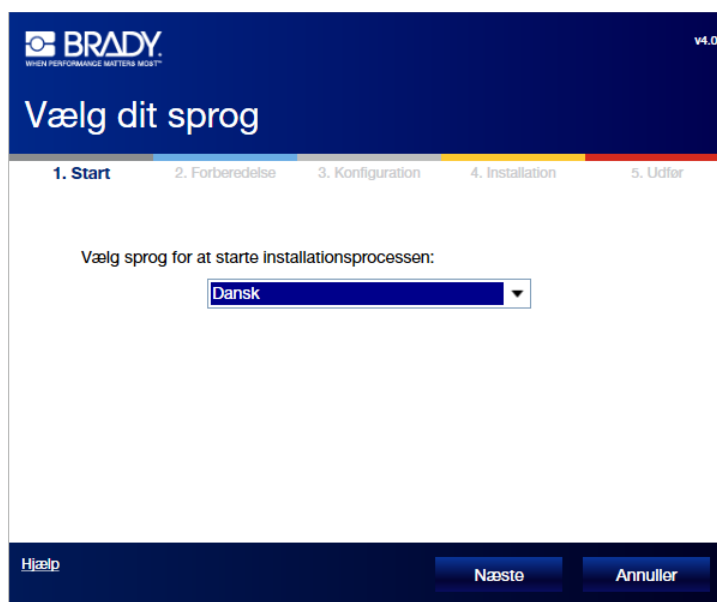 BRADY.
WHEN PERFORMANCE MATTERS MOST™
v4.0
Vælg dit sprog
1. Start 2. Forberedelse 3. Konfiguration 4. Installation 5. Udfør
Vælg sprog for at starte installationsprocessen:
Dansk
Hjælp Næste Annuller